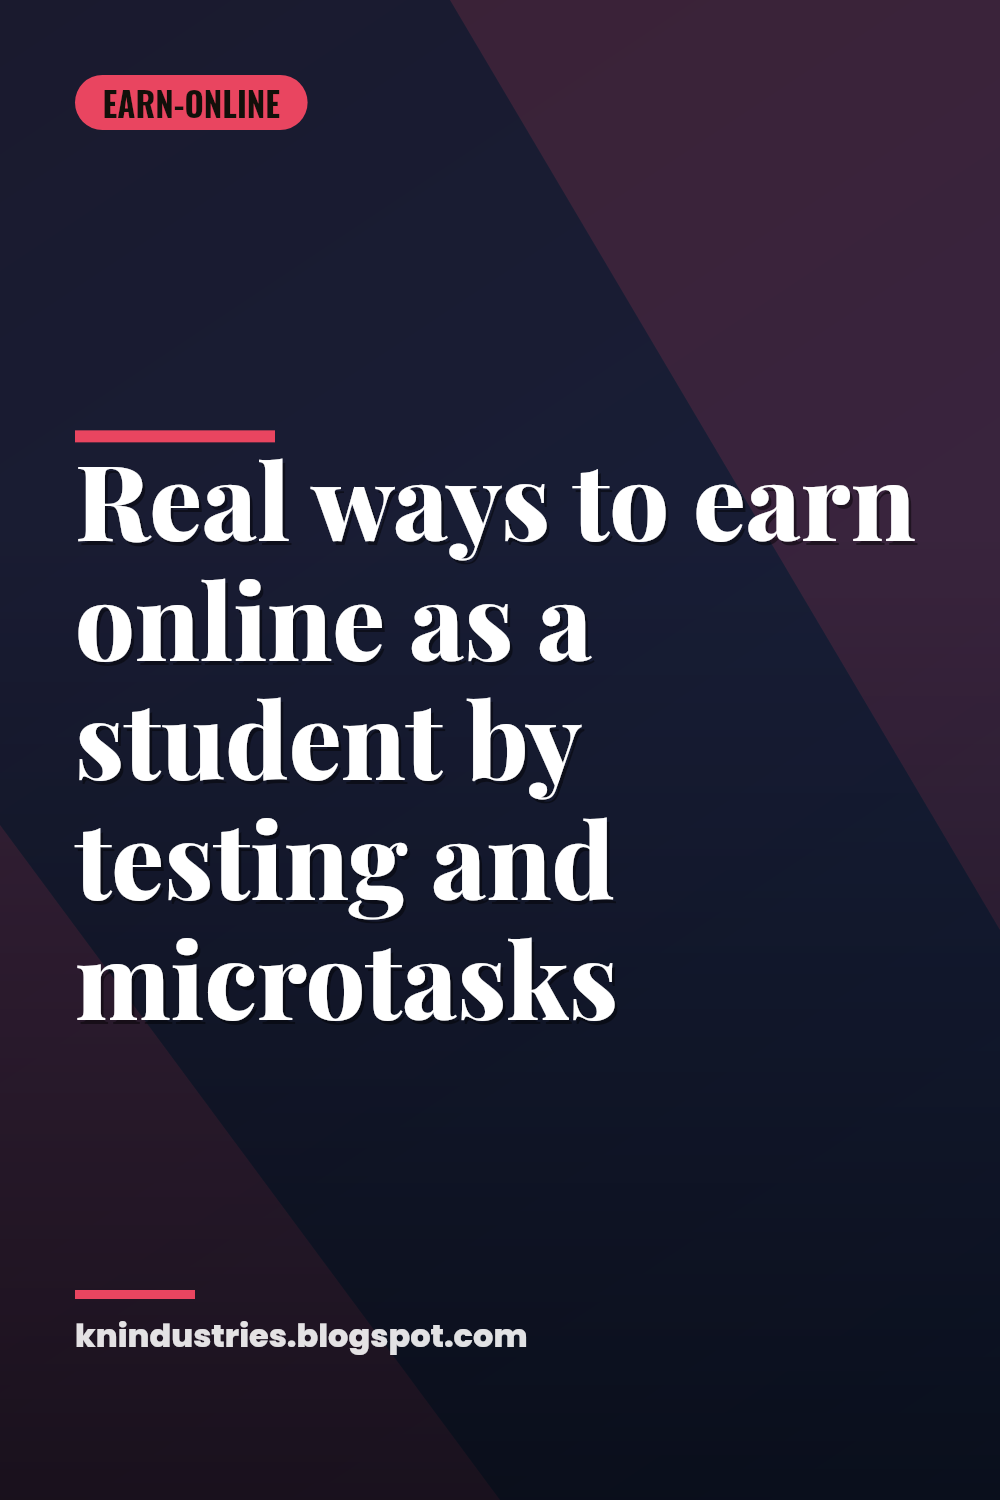 EARN-ONLINE
Real ways to earn
online as a
student by
testing and
microtasks
knindustries.blogspot.com